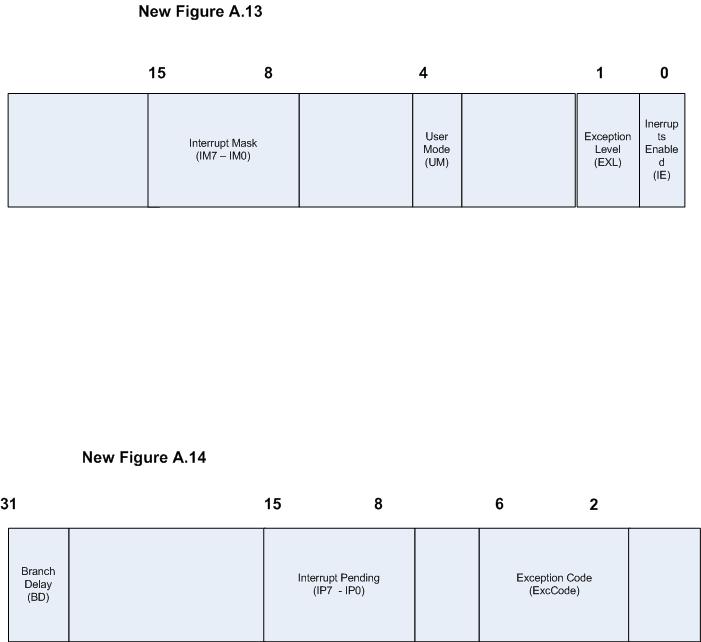 New Figure A.13
15 8 4 1 0
Interrupt Mask
(IM7 – IM0)
User
Mode
(UM)
Exception
Level
(EXL)
Inerrup
ts
Enable
d
(IE)
New Figure A.14
31 15 8 6 2
Branch
Delay
(BD)
Interrupt Pending
(IP7 - IP0)
Exception Code
(ExcCode)